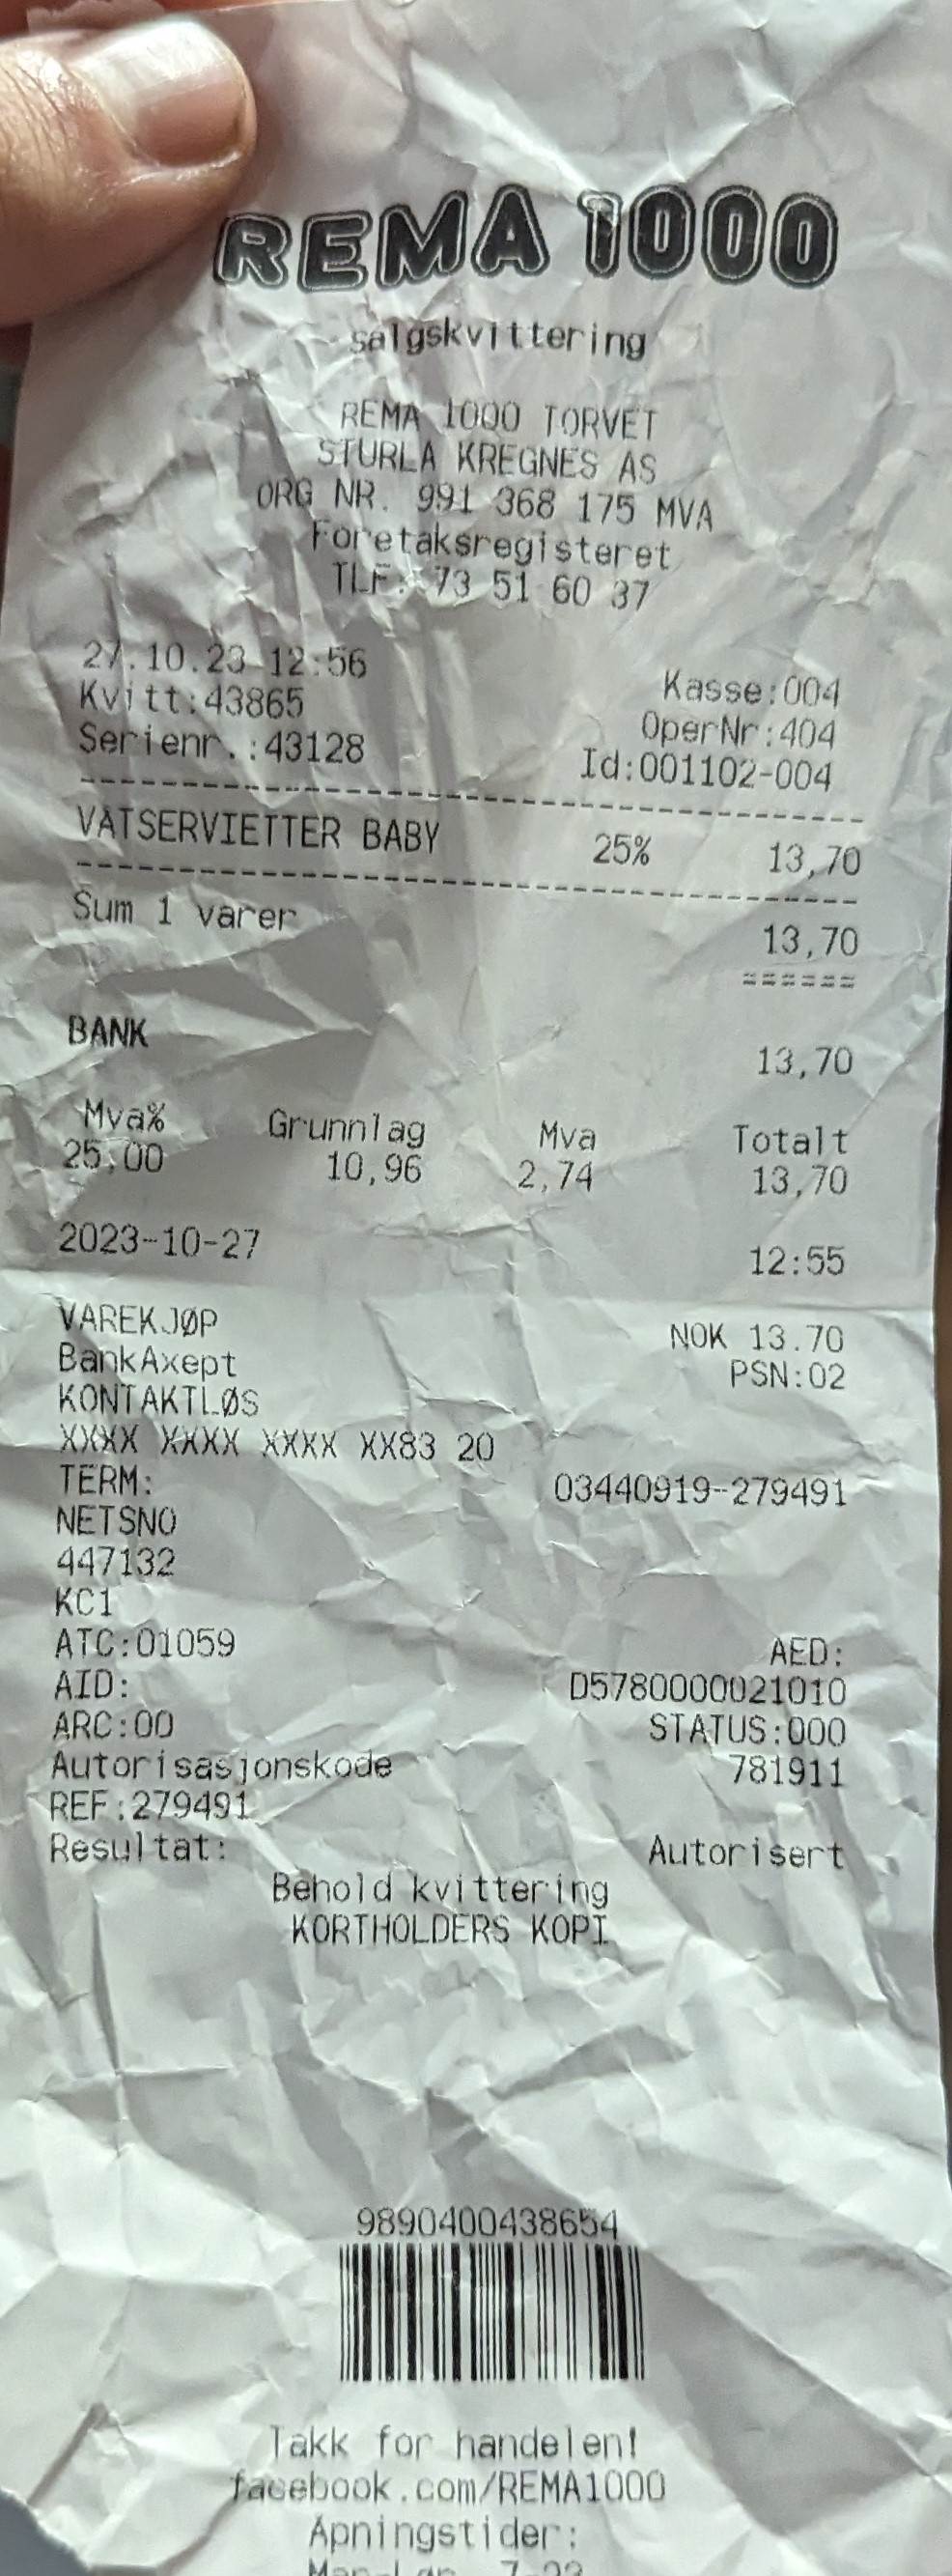 REMA 1000
salgskvittering
REMA 1000 TORVET
STURLA KREGNES AS
ORG NR. 991 368 175 MVA
Foretaksregisteret
TLF: 73 51 60 37
27.10.23 12:56
Kvitt:43865 Kasse:004
Serienr.:43128 OperNr:404
Id:001102-004
VATSERVIETTER BABY 25% 13,70
Sum 1 varer 13,70
======
BANK 13,70
Mva% Grunnlag Mva Totalt
25,00 10,96 2,74 13,70
2023-10-27 12:55
VAREKJØP NOK 13.70
BankAxept PSN:02
KONTAKTLØS
XXXX XXXX XXXX XX83 20
TERM: 03440919-279491
NETSNO
447132
KC1
ATC:01059 AED:
AID: D5780000021010
ARC:00 STATUS:000
Autorisasjonskode 781911
REF:279491
Resultat: Autorisert
Behold kvittering
KORTHOLDERS KOPI
9890400438654
Takk for handelen!
facebook.com/REMA1000
Åpningstider:
Man-Lør 7-23